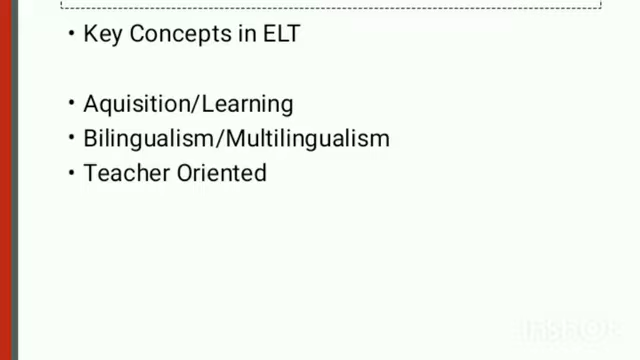 • Key Concepts in ELT
• Aquisition/Learning
• Bilingualism/Multilingualism
• Teacher Oriented